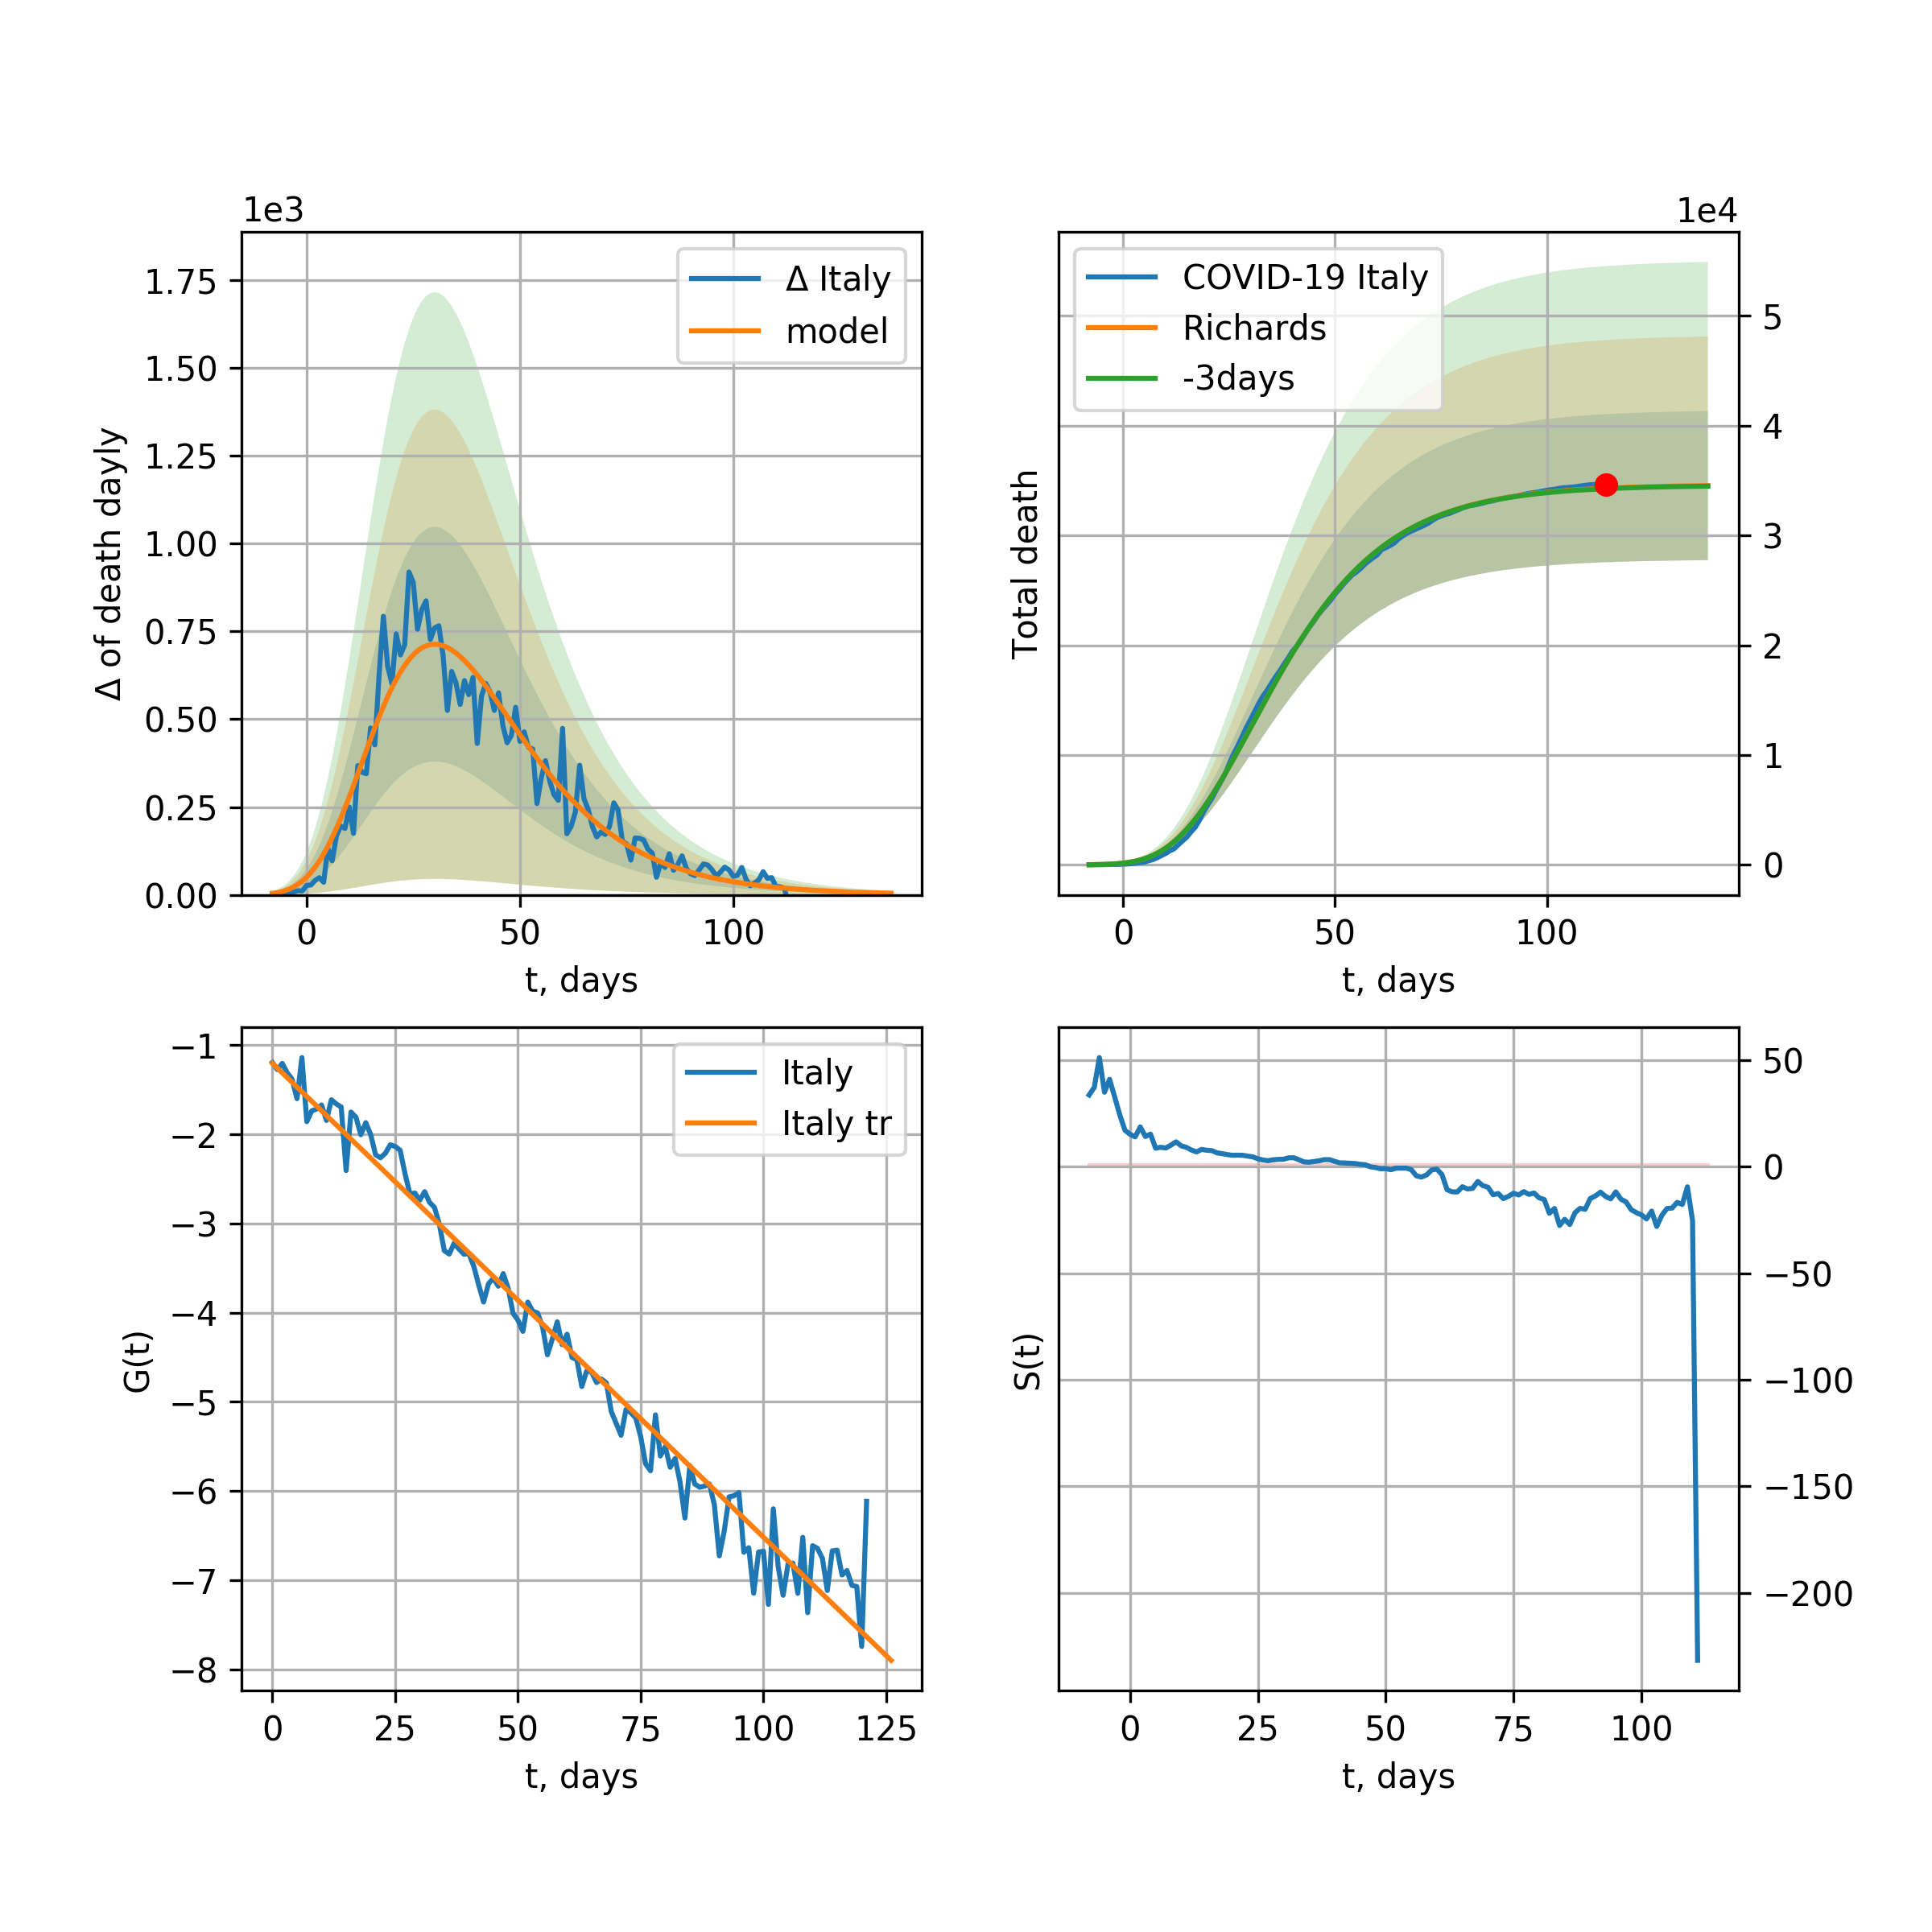 1e3
1.75
1.50
1.25
1.00
0.75
0.50
0.25
0.00
Δ of death dayly
0 50 100
t, days
Δ Italy
model
1e4
COVID-19 Italy
Richards
-3days
5
4
3
2
1
0
Total death
0 50 100
t, days
−1
−2
−3
−4
−5
−6
−7
−8
G(t)
0 25 50 75 100 125
t, days
Italy
Italy tr
50
0
−50
−100
−150
−200
S(t)
0 25 50 75 100
t, days